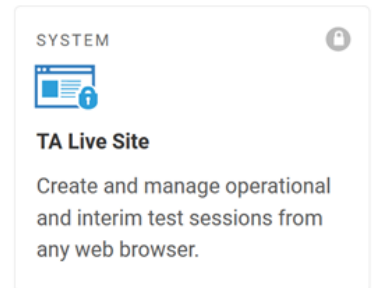 SYSTEM
TA Live Site
Create and manage operational
and interim test sessions from
any web browser.